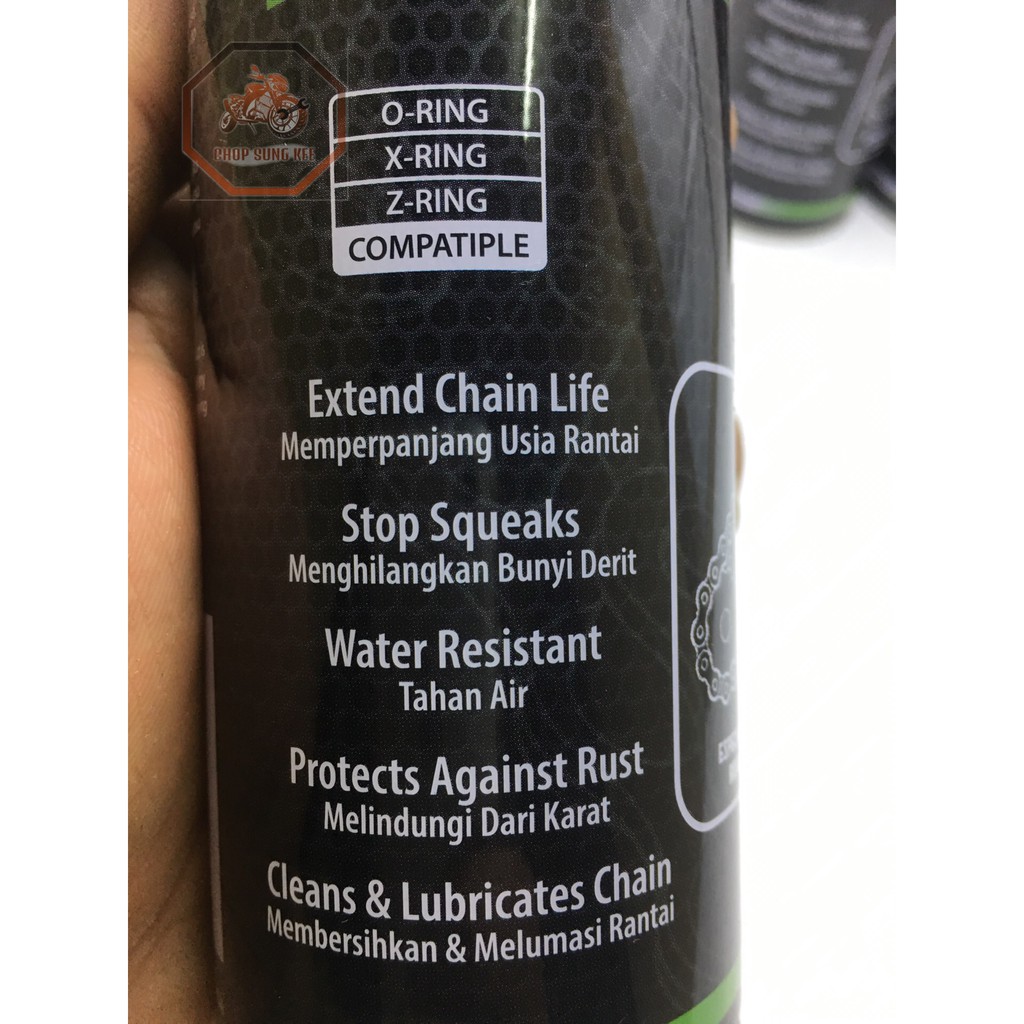 CHOP SUNG KEE
O-RING
X-RING
Z-RING
COMPATIPLE
Extend Chain Life
Memperpanjang Usia Rantai
Stop Squeaks
Menghilangkan Bunyi Derit
Water Resistant
Tahan Air
Protects Against Rust
Melindungi Dari Karat
Cleans & Lubricates Chain
Membersihkan & Melumasi Rantai